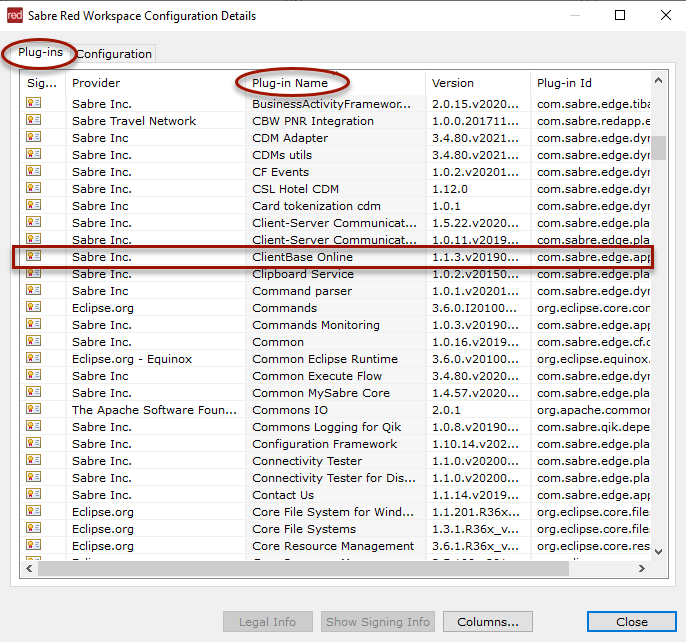 red Sabre Red Workspace Configuration Details
Plug-ins Configuration
Sig... Provider Plug-in Name Version Plug-in Id
Sabre Inc. BusinessActivityFramewor... 2.0.15.v2020... com.sabre.edge.tiba
Sabre Travel Network CBW PNR Integration 1.0.0.201711... com.sabre.redapp.e
Sabre Inc CDM Adapter 3.4.80.v2021... com.sabre.edge.dyn
Sabre Inc. CDMs utils 3.4.80.v2021... com.sabre.edge.dyn
Sabre Inc. CF Events 1.0.2.v20201... com.sabre.edge.dyn
Sabre Inc. CSL Hotel CDM 1.12.0 com.sabre.edge.dyn
Sabre Inc Card tokenization cdm 1.0.1 com.sabre.edge.dyn
Sabre Inc. Client-Server Communicat... 1.5.22.v2020... com.sabre.edge.pla
Sabre Inc. Client-Server Communicat... 1.0.11.v2019... com.sabre.edge.pla
Sabre Inc. ClientBase Online 1.1.3.v20190... com.sabre.edge.app
Sabre Inc. Clipboard Service 1.0.2.v20150... com.sabre.edge.pla
Sabre Inc Command parser 1.0.1.v20201... com.sabre.edge.dyn
Eclipse.org Commands 3.6.0.I20100... org.eclipse.core.con
Sabre Inc. Commands Monitoring 1.0.3.v20190... com.sabre.edge.app
Sabre Inc. Common 1.0.16.v2019... com.sabre.edge.cf.c
Eclipse.org - Equinox Common Eclipse Runtime 3.6.0.v20100... org.eclipse.equinox.
Sabre Inc Common Execute Flow 3.4.80.v2020... com.sabre.edge.dyn
Sabre Inc. Common MySabre Core 1.4.57.v2020... com.sabre.edge.pla
The Apache Software Foun... Commons IO 2.0.1 org.apache.common
Sabre Inc. Commons Logging for Qik 1.0.8.v20190... com.sabre.qik.depe
Sabre Inc. Configuration Framework 1.10.14.v202... com.sabre.edge.pla
Sabre Inc. Connectivity Tester 1.1.0.v20200... com.sabre.edge.pla
Sabre Inc. Connectivity Tester for Dis... 1.1.0.v20200... com.sabre.edge.pla
Sabre Inc. Contact Us 1.1.14.v2019... com.sabre.edge.app
Eclipse.org Core File System for Wind... 1.1.201.R36x... org.eclipse.core.files
Eclipse.org Core File Systems 1.3.1.R36x_v... org.eclipse.core.files
Eclipse.org Core Resource Management 3.6.1.R36x_v... org.eclipse.core.res
Legal Info Show Signing Info Columns... Close